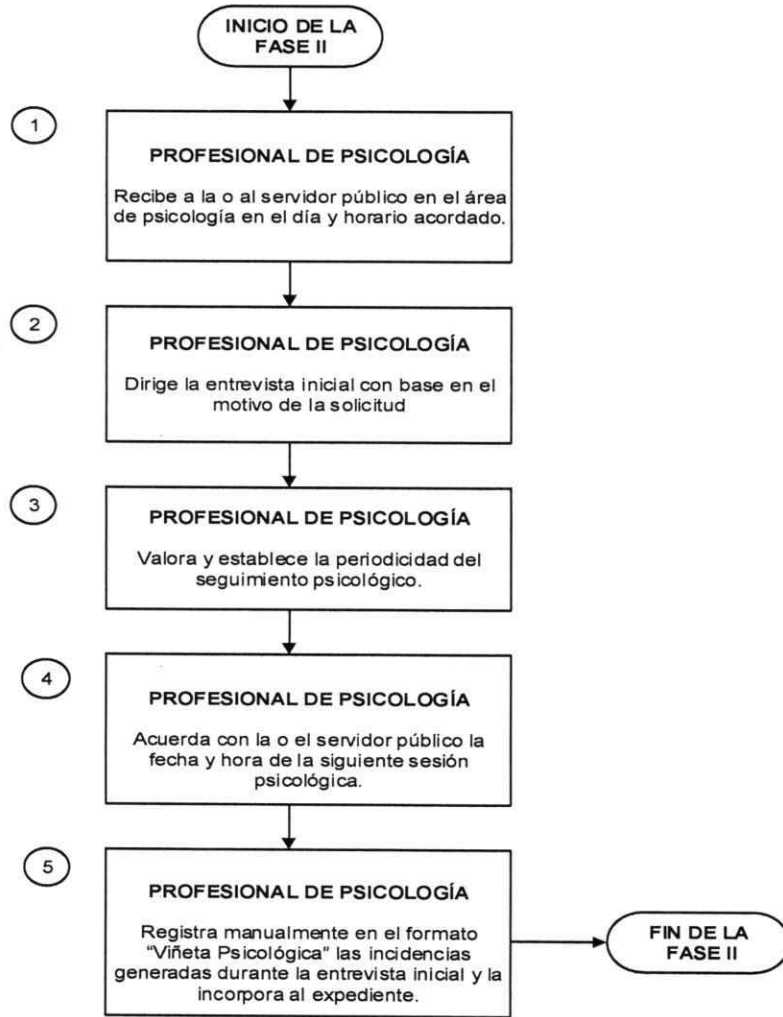 INICIO DE LA
FASE II
1
PROFESIONAL DE PSICOLOGÍA
Recibe a la o al servidor público en el área
de psicología en el día y horario acordado.
2
PROFESIONAL DE PSICOLOGÍA
Dirige la entrevista inicial con base en el
motivo de la solicitud
3
PROFESIONAL DE PSICOLOGÍA
Valora y establece la periodicidad del
seguimiento psicológico.
4
PROFESIONAL DE PSICOLOGÍA
Acuerda con la o el servidor público la
fecha y hora de la siguiente sesión
psicológica.
5
PROFESIONAL DE PSICOLOGÍA
Registra manualmente en el formato
“Viñeta Psicológica” las incidencias
generadas durante la entrevista inicial y la
incorpora al expediente.
FIN DE LA
FASE II